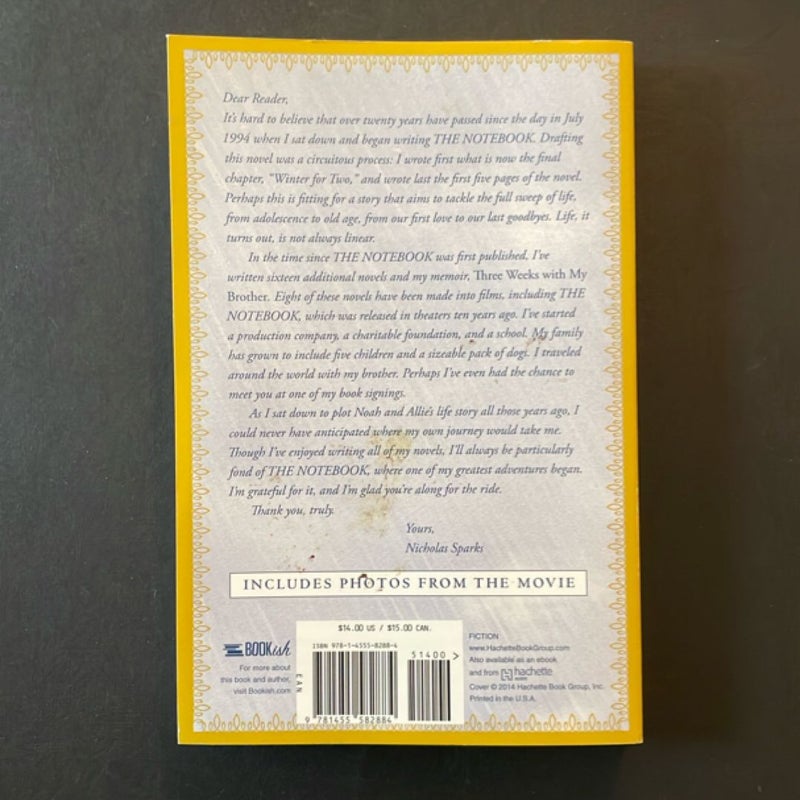 Dear Reader,
It's hard to believe that over twenty years have passed since the day in July
1994 when I sat down and began writing THE NOTEBOOK. Drafting
this novel was a circuitous process: I wrote first what is now the final
chapter, "Winter for Two," and wrote last the first five pages of the novel.
Perhaps this is fitting for a story that aims to tackle the full sweep of life,
from adolescence to old age, from our first love to our last goodbyes. Life, it
turns out, is not always linear.
In the time since THE NOTEBOOK was first published, I've
written sixteen additional novels and my memoir, Three Weeks with My
Brother. Eight of these novels have been made into films, including THE
NOTEBOOK, which was released in theaters ten years ago. I've started
a production company, a charitable foundation, and a school. My family
has grown to include five children and a sizeable pack of dogs. I traveled
around the world with my brother. Perhaps I've even had the chance to
meet you at one of my book signings.
As I sat down to plot Noah and Allie's life story all those years ago, I
could never have anticipated where my own journey would take me.
Though I've enjoyed writing all of my novels, I'll always be particularly
fond of THE NOTEBOOK, where one of my greatest adventures began.
I'm grateful for it, and I'm glad you're along for the ride.
Thank you, truly.
Yours,
Nicholas Sparks
INCLUDES PHOTOS FROM THE MOVIE
BOOKish
For more about
this book and author,
visit Bookish.com
$14.00 US / $15.00 CAN.
ISBN 978-1-4555-8288-4
51400 >
EAN
9 781455 582884
FICTION
www.HachetteBookGroup.com
Also available as an ebook
and from hachette
Cover © 2014 Hachette Book Group, Inc.
Printed in the U.S.A.